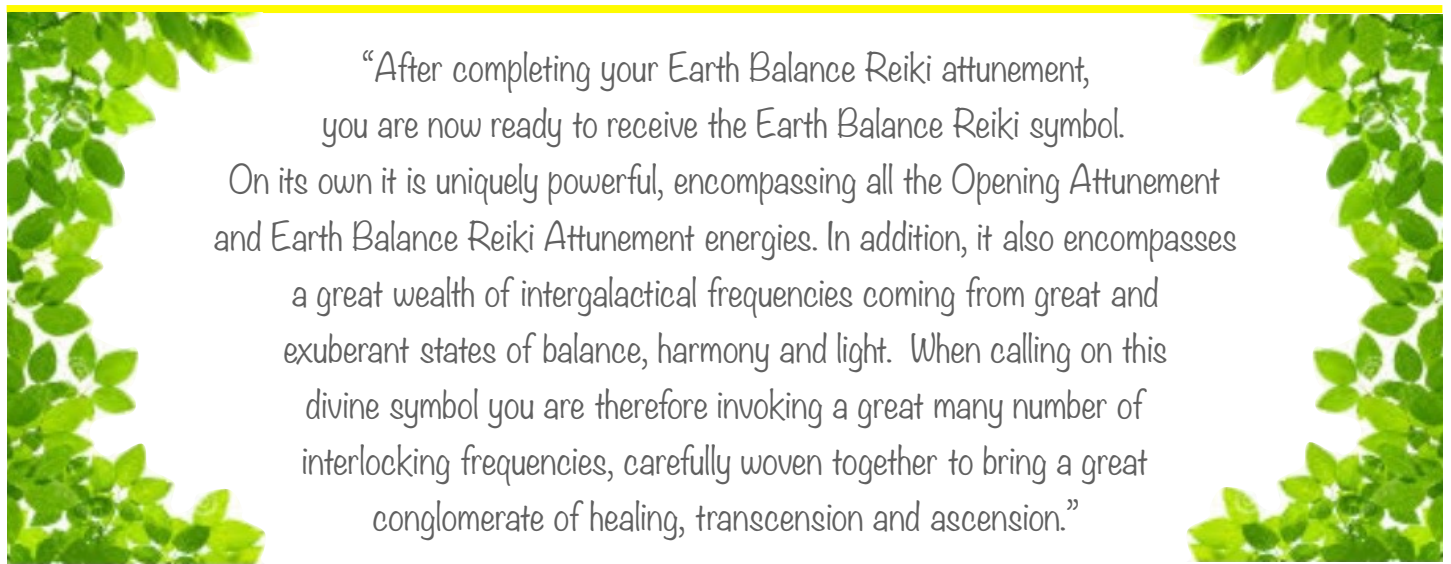 “After completing your Earth Balance Reiki attunement,
you are now ready to receive the Earth Balance Reiki symbol.
On its own it is uniquely powerful, encompassing all the Opening Attunement
and Earth Balance Reiki Attunement energies. In addition, it also encompasses
a great wealth of intergalactical frequencies coming from great and
exuberant states of balance, harmony and light.  When calling on this
divine symbol you are therefore invoking a great many number of
interlocking frequencies, carefully woven together to bring a great
conglomerate of healing, transcension and ascension.”